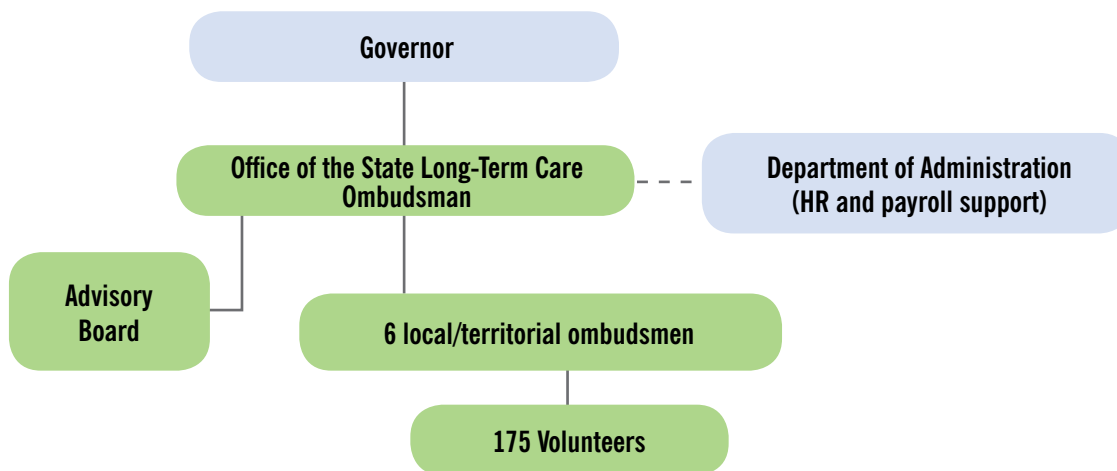 Governor
Office of the State Long-Term Care
Ombudsman
Department of Administration
(HR and payroll support)
Advisory
Board
6 local/territorial ombudsmen
175 Volunteers